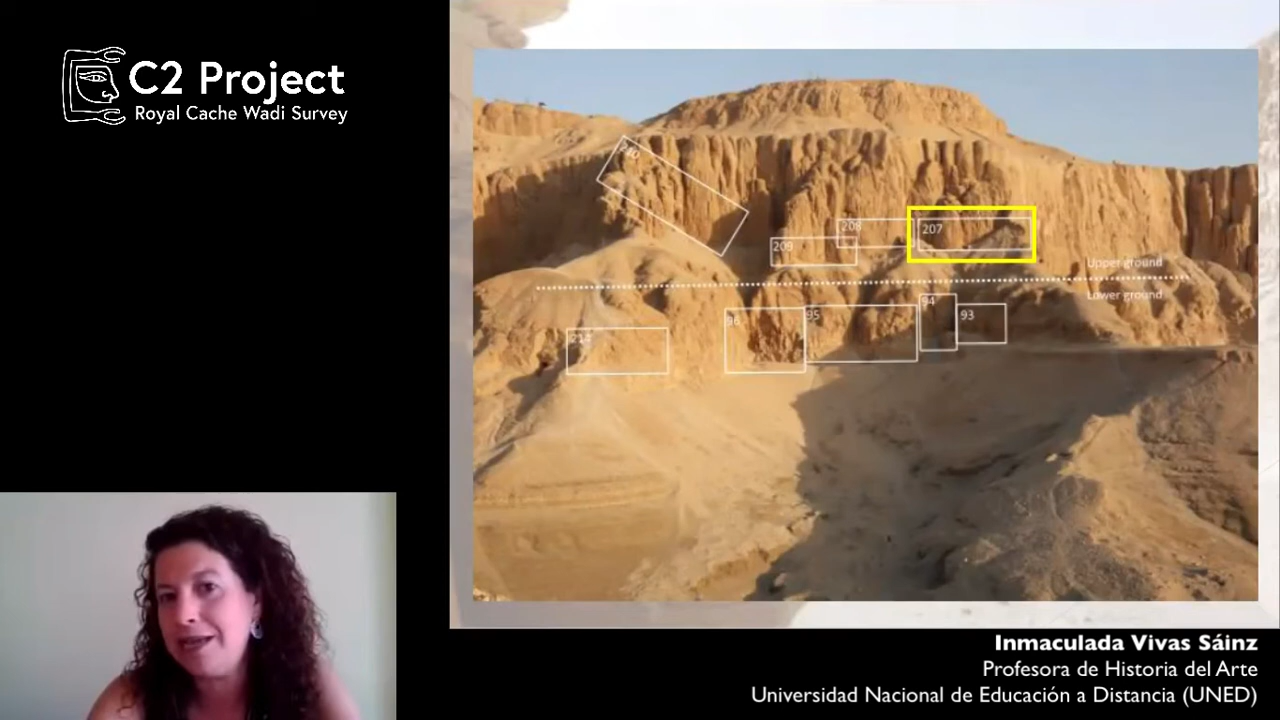 C2 Project
Royal Cache Wadi Survey
210
208
207
209
Upper ground
Lower ground
94
93
95
96
Inmaculada Vivas Sáinz
Profesora de Historia del Arte
Universidad Nacional de Educación a Distancia (UNED)